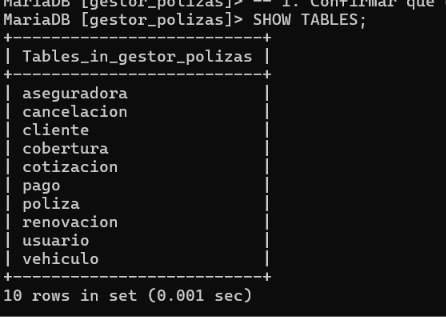 MariaDB [gestor_polizas]> -- 1. Confirmar que
MariaDB [gestor_polizas]> SHOW TABLES;
+--------------------------+
| Tables_in_gestor_polizas |
+--------------------------+
| aseguradora              |
| cancelacion              |
| cliente                  |
| cobertura                |
| cotizacion               |
| pago                     |
| poliza                   |
| renovacion               |
| usuario                  |
| vehiculo                 |
+--------------------------+
10 rows in set (0.001 sec)